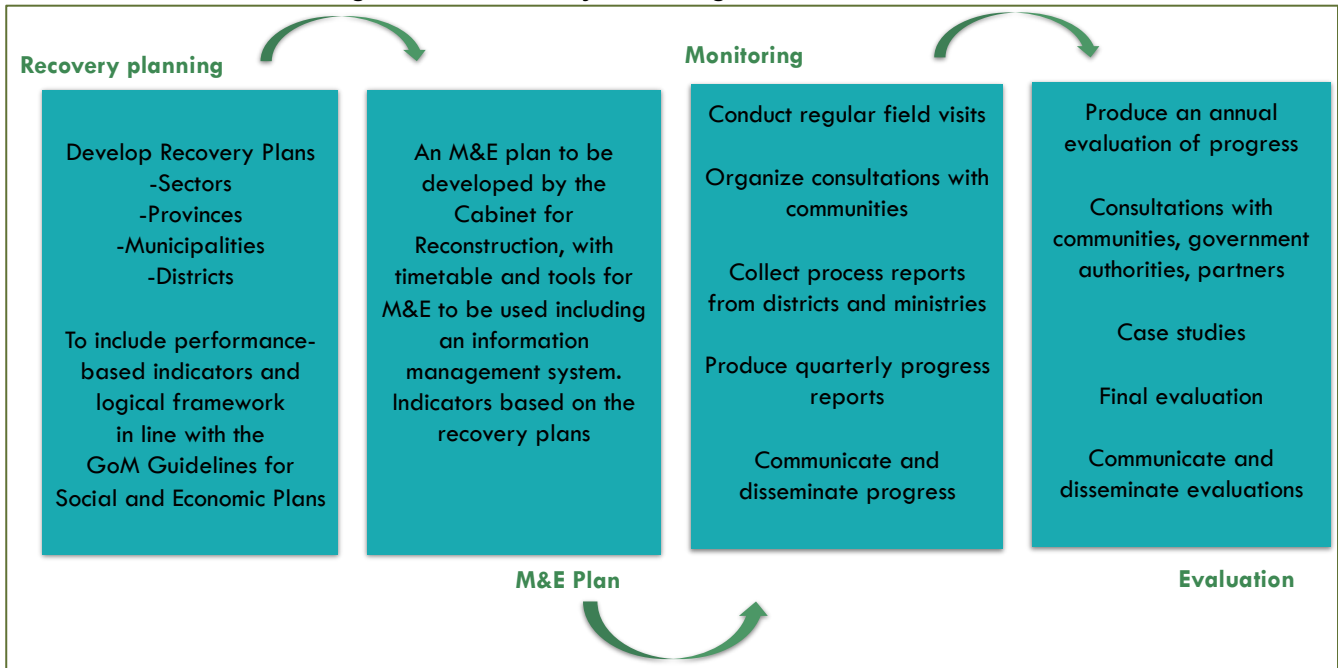 Recovery planning
Develop Recovery Plans
-Sectors
-Provinces
-Municipalities
-Districts
To include performance-
based indicators and
logical framework
in line with the
GoM Guidelines for
Social and Economic Plans
An M&E plan to be
developed by the
Cabinet for
Reconstruction, with
timetable and tools for
M&E to be used including
an information
management system.
Indicators based on the
recovery plans
M&E Plan
Monitoring
Conduct regular field visits
Organize consultations with
communities
Collect process reports
from districts and ministries
Produce quarterly progress
reports
Communicate and
disseminate progress
Produce an annual
evaluation of progress
Consultations with
communities, government
authorities, partners
Case studies
Final evaluation
Communicate and
disseminate evaluations
Evaluation